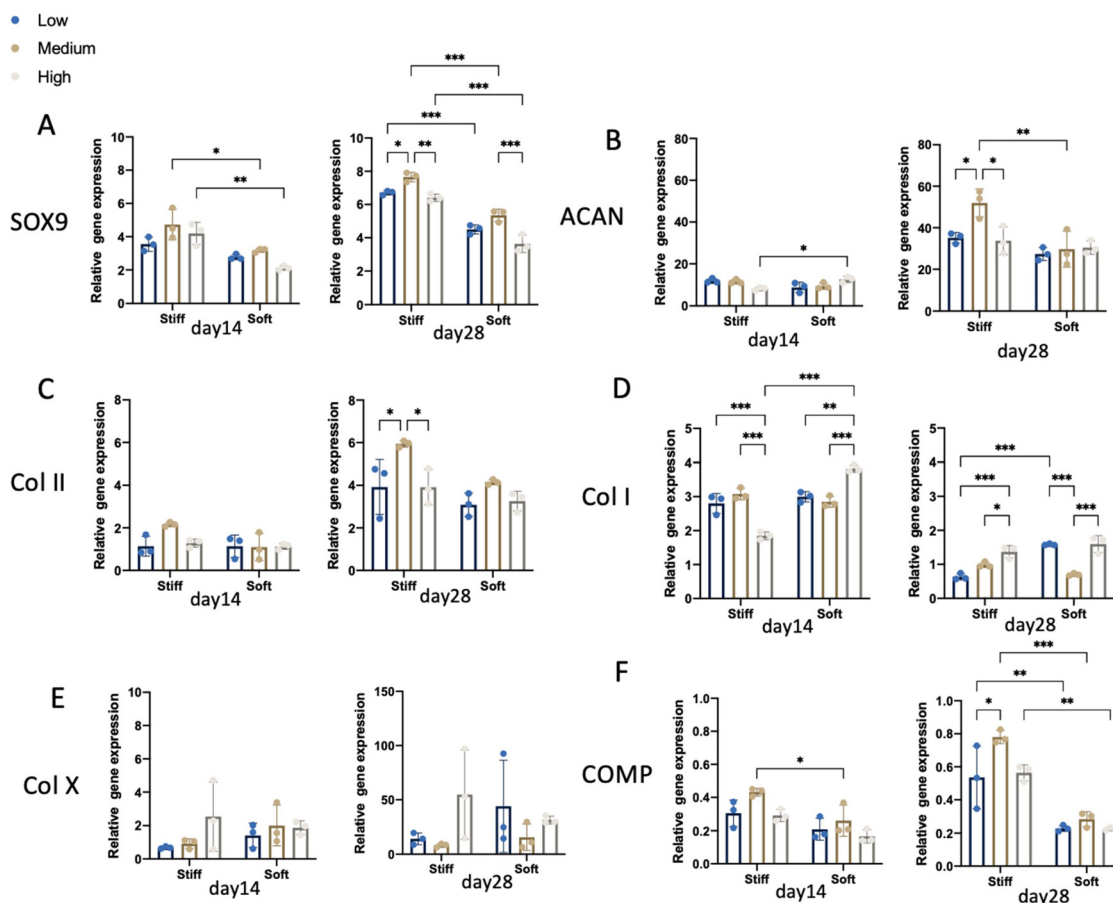 Low
Medium
High
A
SOX9
Relative gene expression
10
8
6
4
2
0
Stiff
Soft
day14
*
**
Relative gene expression
10
8
6
4
2
0
Stiff
Soft
day28
***
***
***
*
**
***
B
ACAN
Relative gene expression
80
60
40
20
0
Stiff
Soft
day14
*
Relative gene expression
80
60
40
20
0
Stiff
Soft
day28
**
*
*
C
Col II
Relative gene expression
8
6
4
2
0
Stiff
Soft
day14
Relative gene expression
8
6
4
2
0
Stiff
Soft
day28
*
*
D
Col I
Relative gene expression
5
4
3
2
1
0
Stiff
Soft
day14
***
***
**
***
***
Relative gene expression
5
4
3
2
1
0
Stiff
Soft
day28
***
***
***
*
***
E
Col X
Relative gene expression
10
8
6
4
2
0
Stiff
Soft
day14
Relative gene expression
150
100
50
0
Stiff
Soft
day28
F
COMP
Relative gene expression
1.0
0.8
0.6
0.4
0.2
0.0
Stiff
Soft
day14
*
Relative gene expression
1.0
0.8
0.6
0.4
0.2
0.0
Stiff
Soft
day28
***
**
*
**